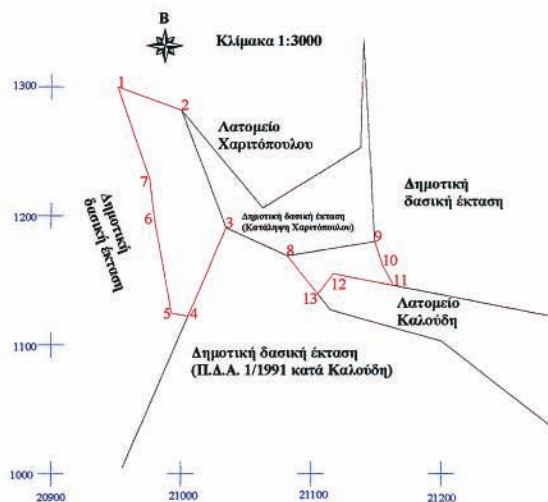 Β
Κλίμακα 1:3000
1300
1
2
Λατομείο
Χαριτόπουλου
7
Δημοτική
δασική έκταση
Δημοτική
δασική έκταση
1200
6
3
Δημοτική δασική έκταση
(Κατάληψη Χαριτόπουλου)
8
9
10
11
12
13
Λατομείο
Καλούδη
5
4
1100
Δημοτική δασική έκταση
(Π.Δ.Α. 1/1991 κατά Καλούδη)
1000
20900
21000
21100
21200